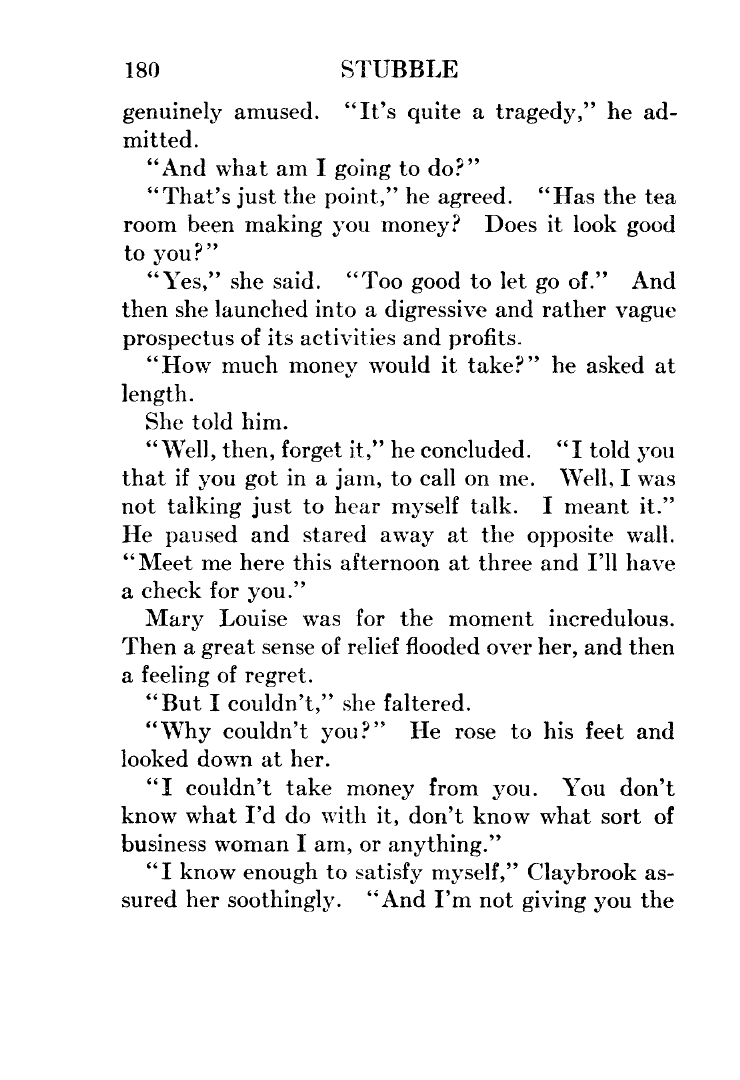 180 STUBBLE
genuinely amused. “It's quite a tragedy,” he ad-
mitted.
“And what am I going to do?”
“That's just the point,” he agreed. “Has the tea
room been making you money? Does it look good
to you?”
“Yes,” she said. “Too good to let go of.” And
then she launched into a digressive and rather vague
prospectus of its activities and profits.
“How much money would it take?” he asked at
length.
She told him.
“Well, then, forget it,” he concluded. “I told you
that if you got in a jam, to call on me. Well, I was
not talking just to hear myself talk. I meant it.”
He paused and stared away at the opposite wall.
“Meet me here this afternoon at three and I'll have
a check for you.”
Mary Louise was for the moment incredulous.
Then a great sense of relief flooded over her, and then
a feeling of regret.
“But I couldn't,” she faltered.
“Why couldn't you?” He rose to his feet and
looked down at her.
“I couldn't take money from you. You don't
know what I'd do with it, don't know what sort of
business woman I am, or anything.”
“I know enough to satisfy myself,” Claybrook as-
sured her soothingly. “And I'm not giving you the